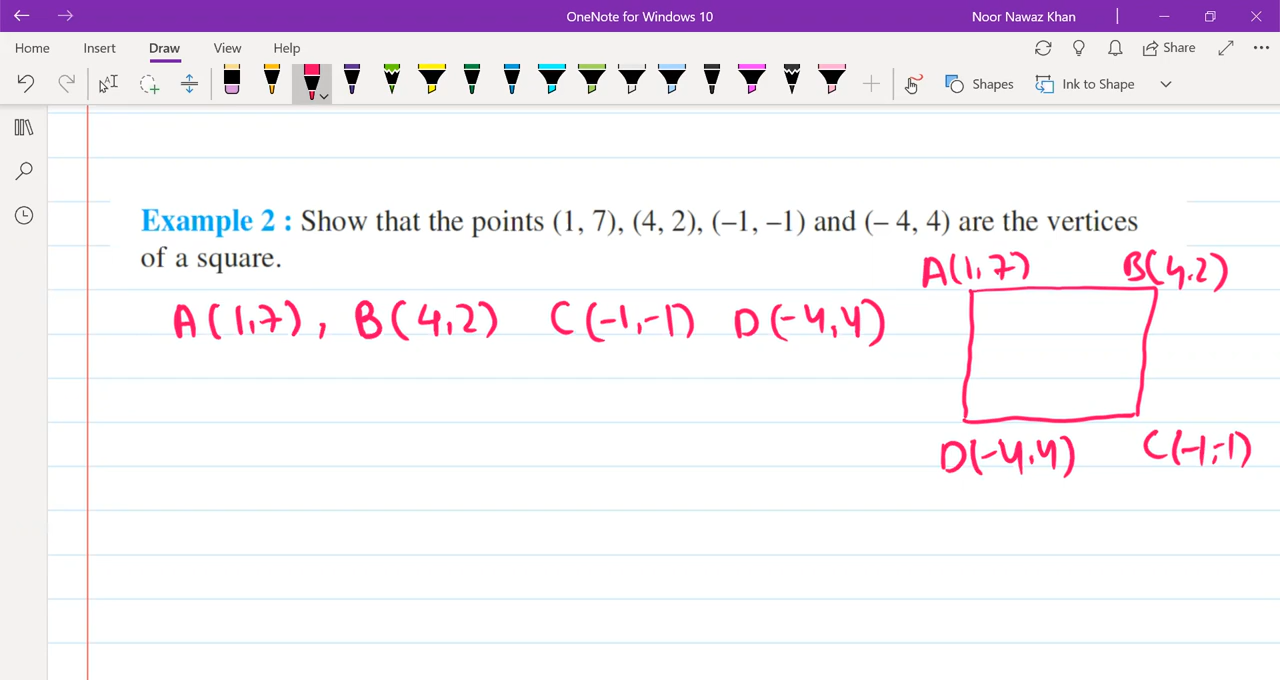 OneNote for Windows 10
Noor Nawaz Khan
Home Insert Draw View Help
Share
Shapes
Ink to Shape
Example 2 : Show that the points (1, 7), (4, 2), (–1, –1) and (– 4, 4) are the vertices
of a square.
A(1,7), B(4,2) C(-1,-1) D(-4,4)
A(1,7) B(4,2)
D(-4,4) C(-1,-1)